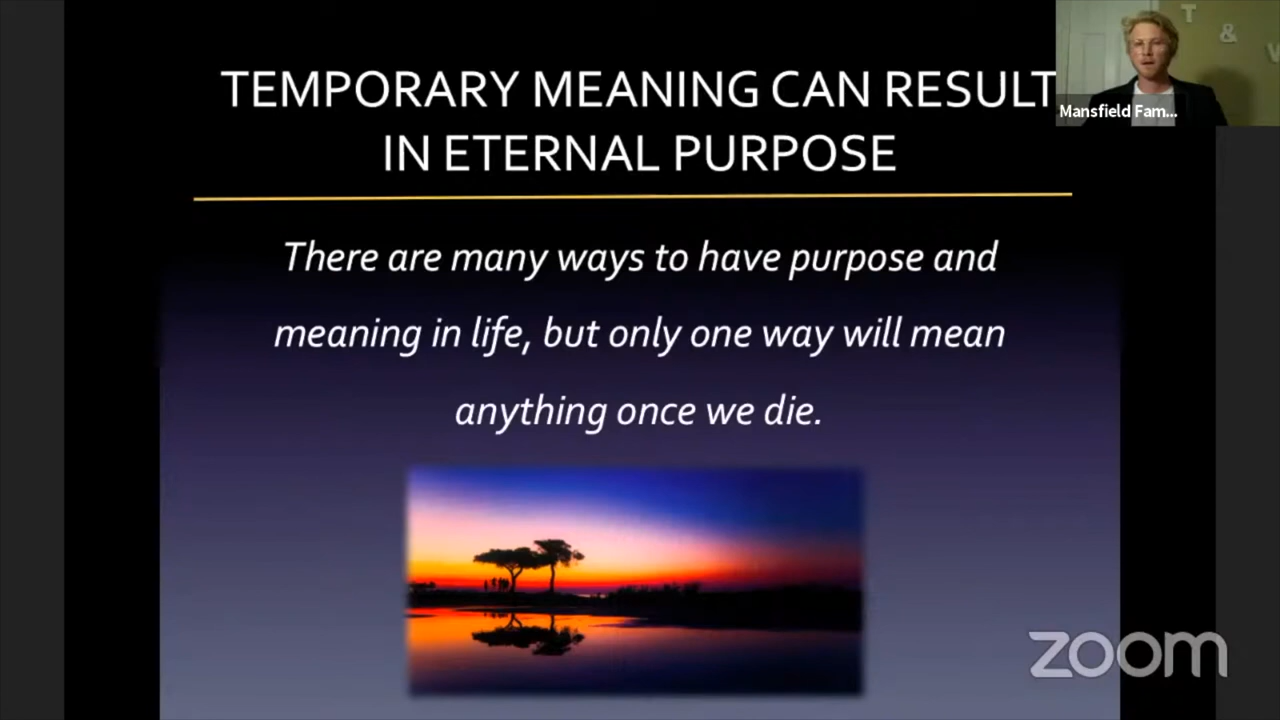 TEMPORARY MEANING CAN RESULT
IN ETERNAL PURPOSE
There are many ways to have purpose and
meaning in life, but only one way will mean
anything once we die.
T
&
Mansfield Fam...
zoom